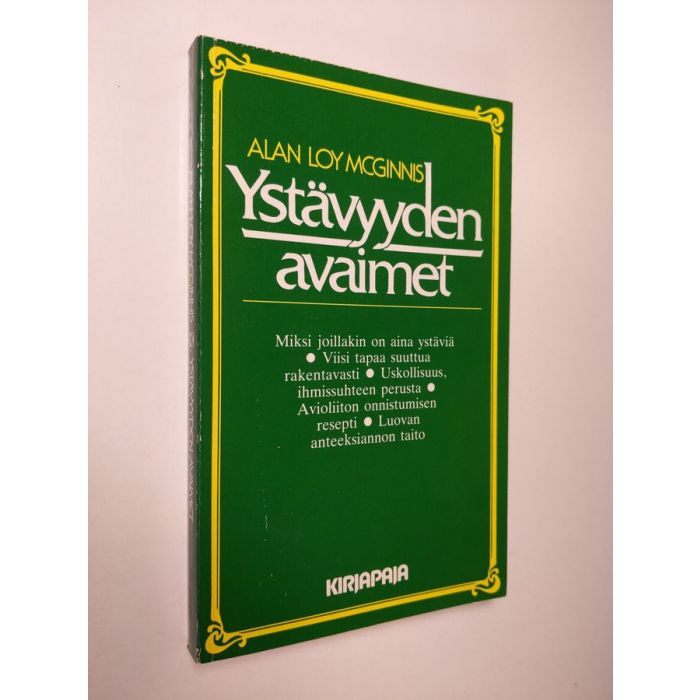 ALAN LOY MCGINNIS
Ystävyyden
avaimet
Miksi joillakin on aina ystäviä
● Viisi tapaa suuttua
rakentavasti ● Uskollisuus,
ihmissuhteen perusta ●
Avioliiton onnistumisen
resepti ● Luovan
anteeksiannon taito
KIRJAPAJA